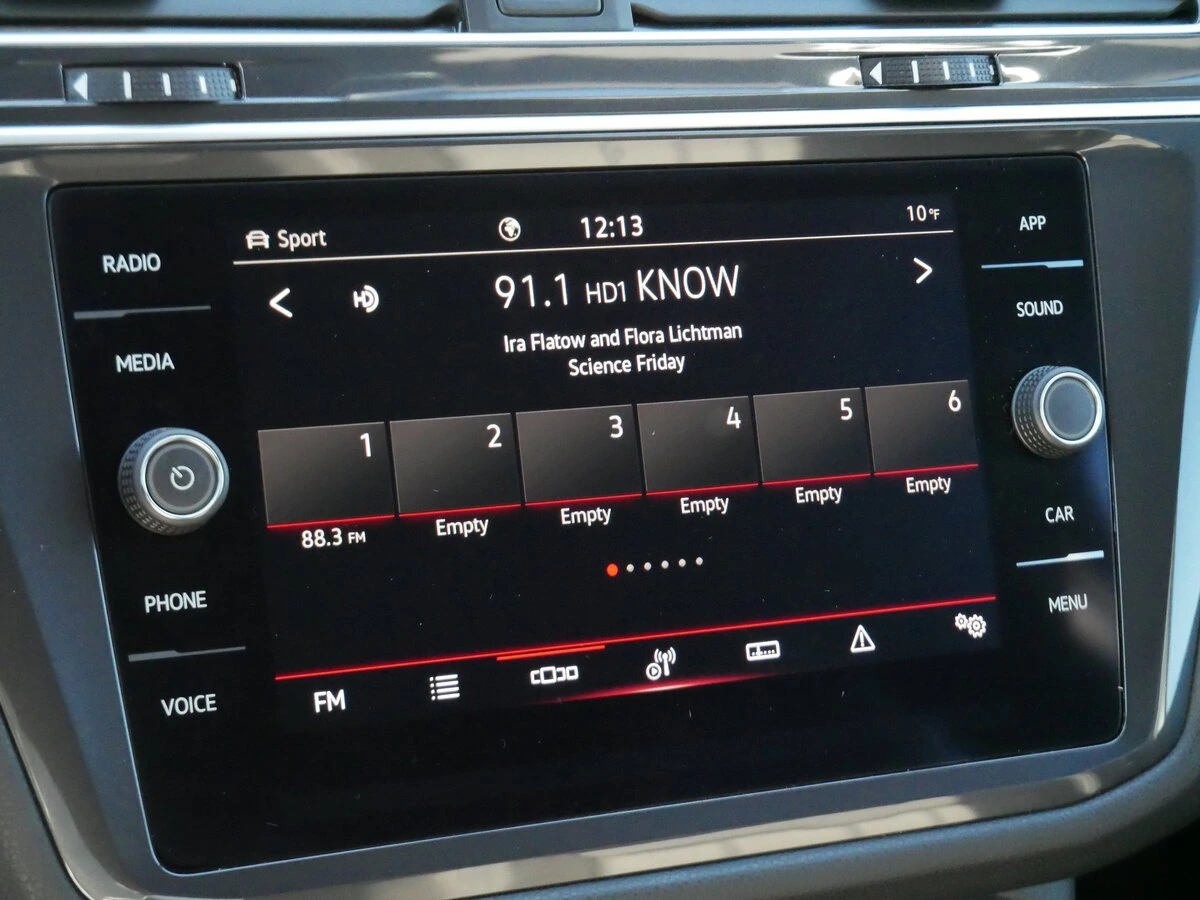 Sport 12:13 10°F
91.1 HD1 KNOW
Ira Flatow and Flora Lichtman
Science Friday
1 2 3 4 5 6
88.3 FM Empty Empty Empty Empty Empty
FM
RADIO
MEDIA
PHONE
VOICE
APP
SOUND
CAR
MENU
HD